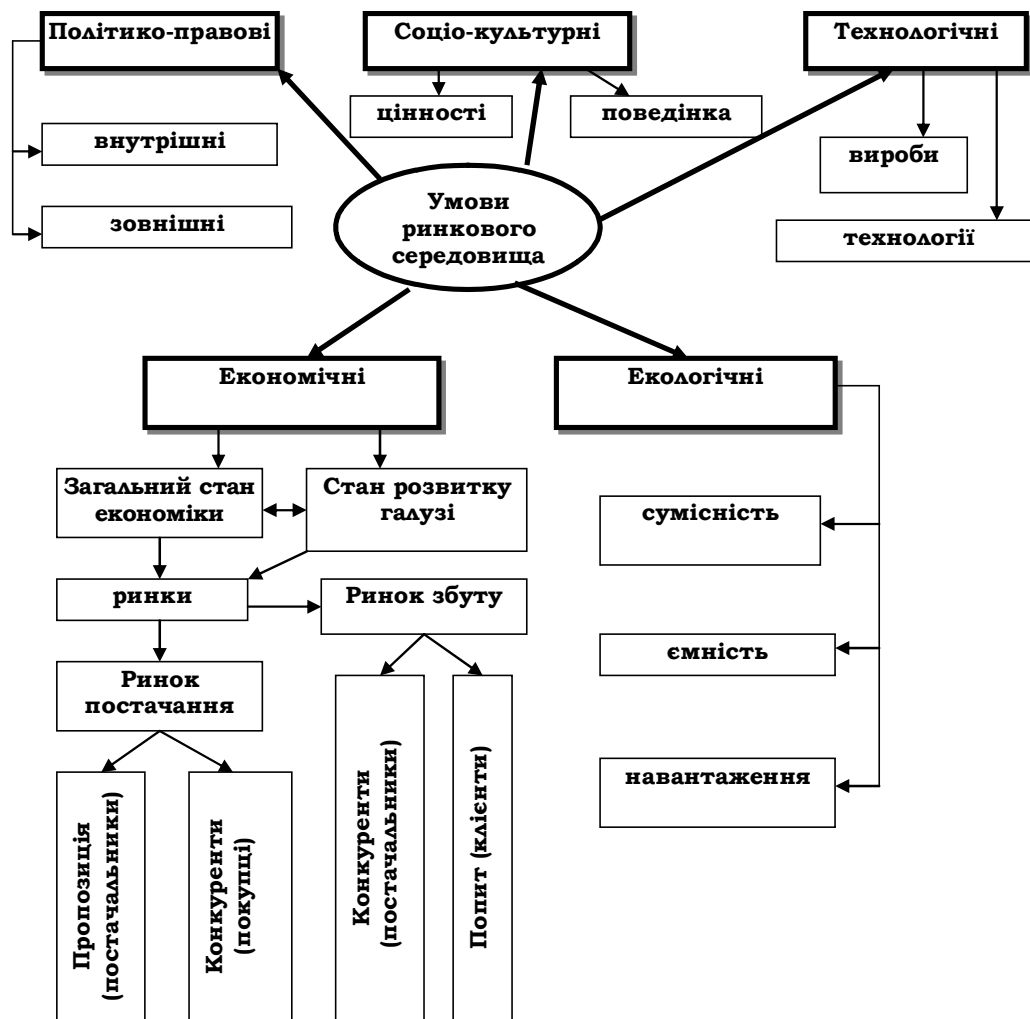 Політико-правові
Соціо-культурні
Технологічні
цінності
поведінка
внутрішні
вироби
зовнішні
технології
Умови
ринкового
середовища
Економічні
Екологічні
Загальний стан
економіки
Стан розвитку
галузі
сумісність
ринки
Ринок збуту
ємність
Ринок
постачання
навантаження
Пропозиція
(постачальники)
Конкуренти
(покупці)
Конкуренти
(постачальники)
Попит (клієнти)